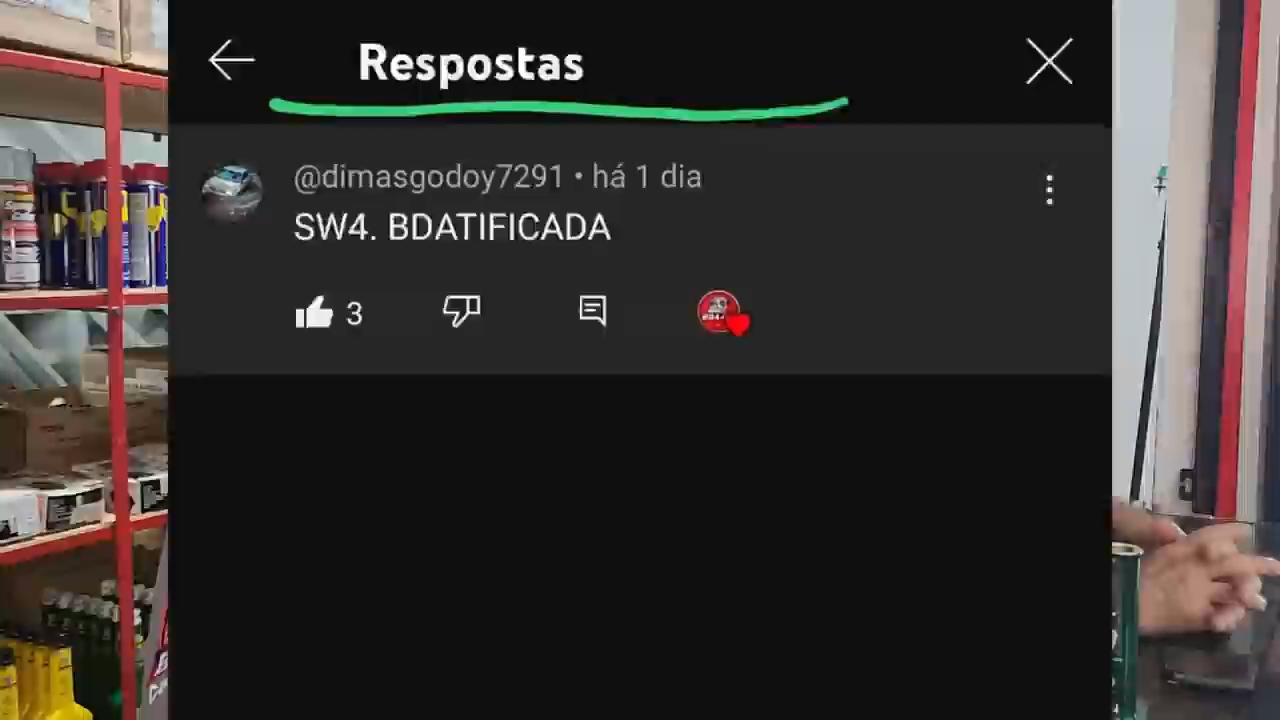 Respostas
@dimasgodoy7291 • há 1 dia
SW4. BDATIFICADA
3